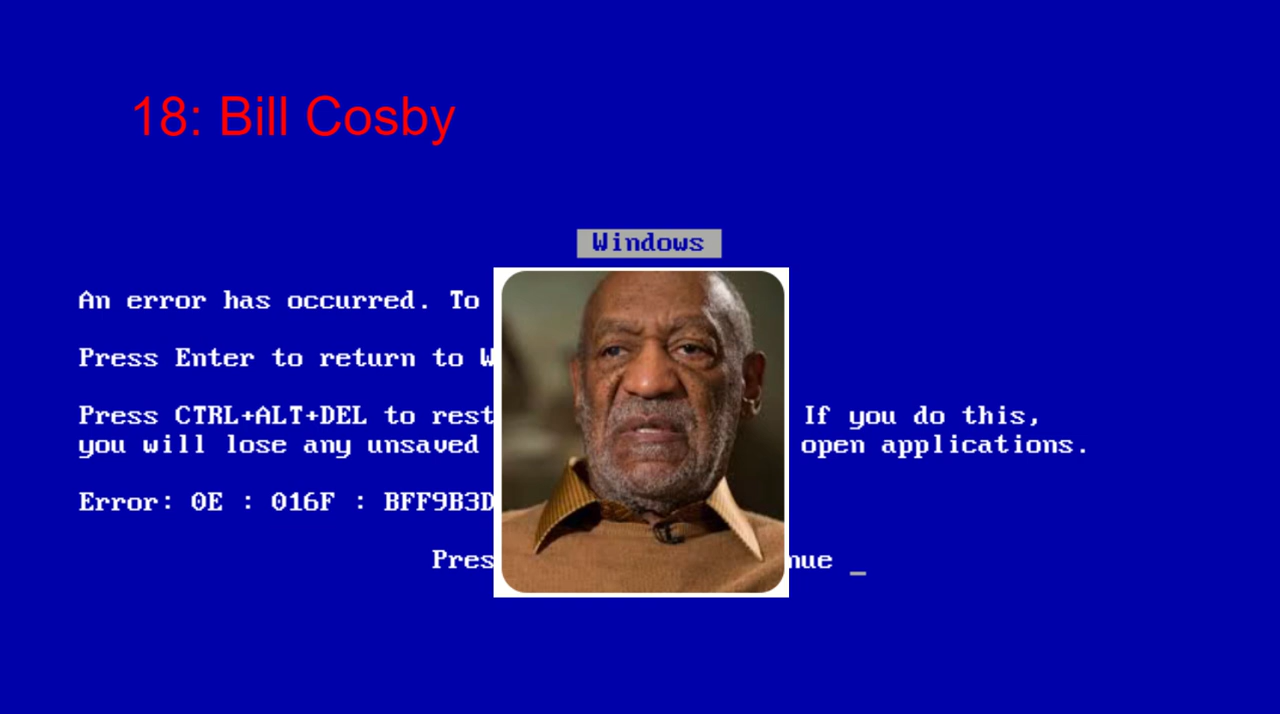 18: Bill Cosby
Windows
An error has occurred. To
Press Enter to return to W
Press CTRL+ALT+DEL to rest If you do this,
you will lose any unsaved open applications.
Error: 0E : 016F : BFF9B3D
Pres nue _